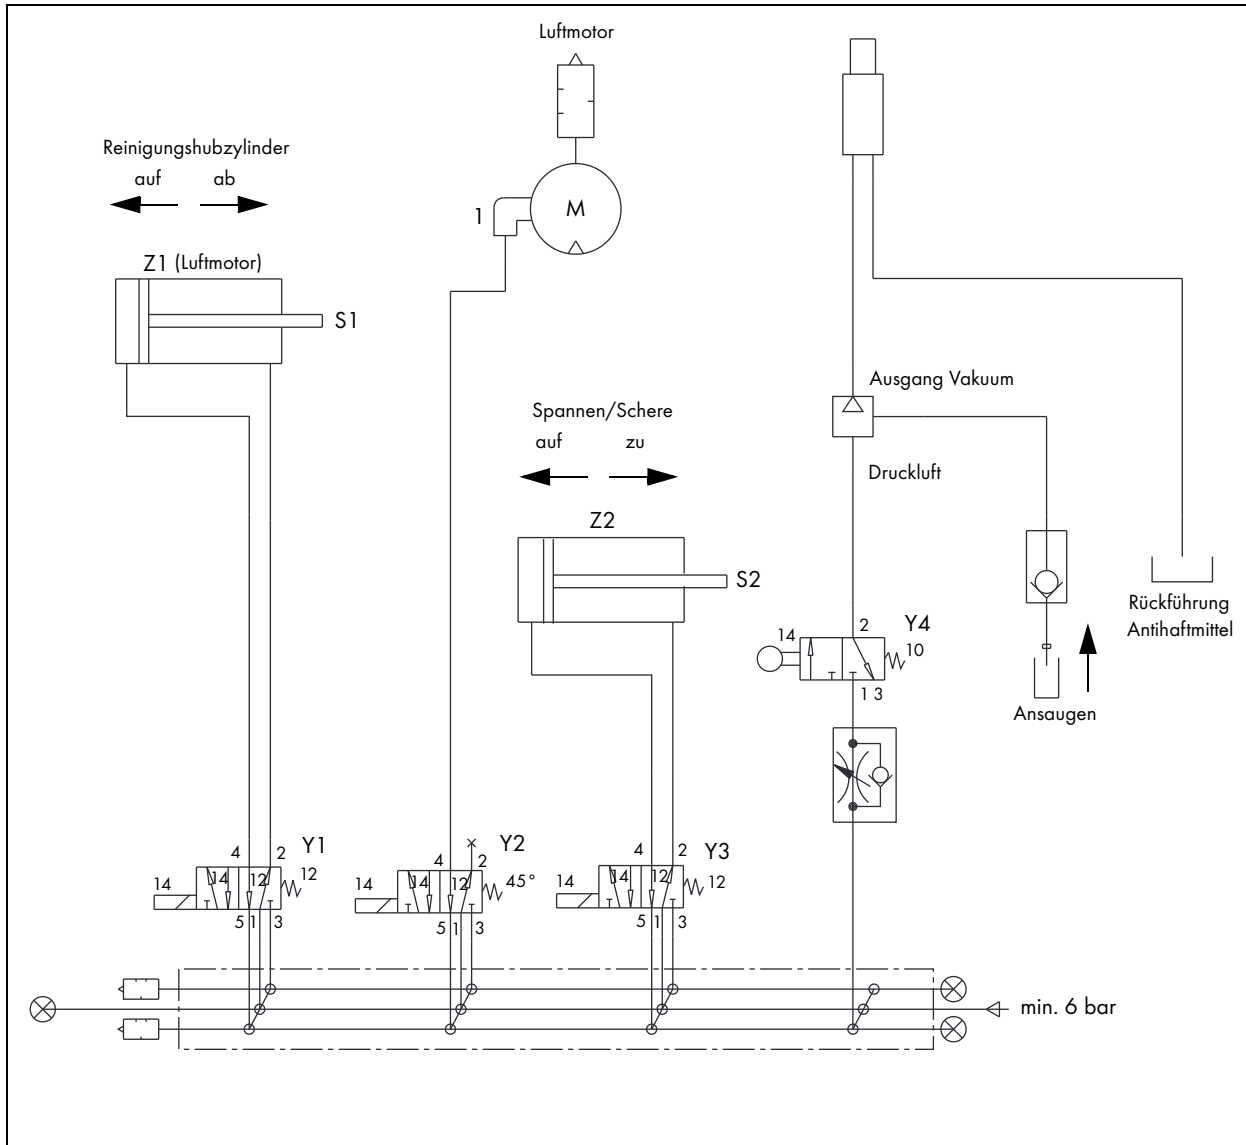 Luftmotor
Reinigungshubzylinder
auf ab
1
M
Z1 (Luftmotor)
S1
Ausgang Vakuum
Spannen/Schere
auf zu
Druckluft
Z2
S2
Rückführung
Antihaftmittel
2 Y4
14
10
1 3
Ansaugen
4 2 Y1
14 14 12 12
5 1 3
4 2 Y2
14 14 12 45°
5 1 3
4 2 Y3
14 14 12 12
5 1 3
min. 6 bar